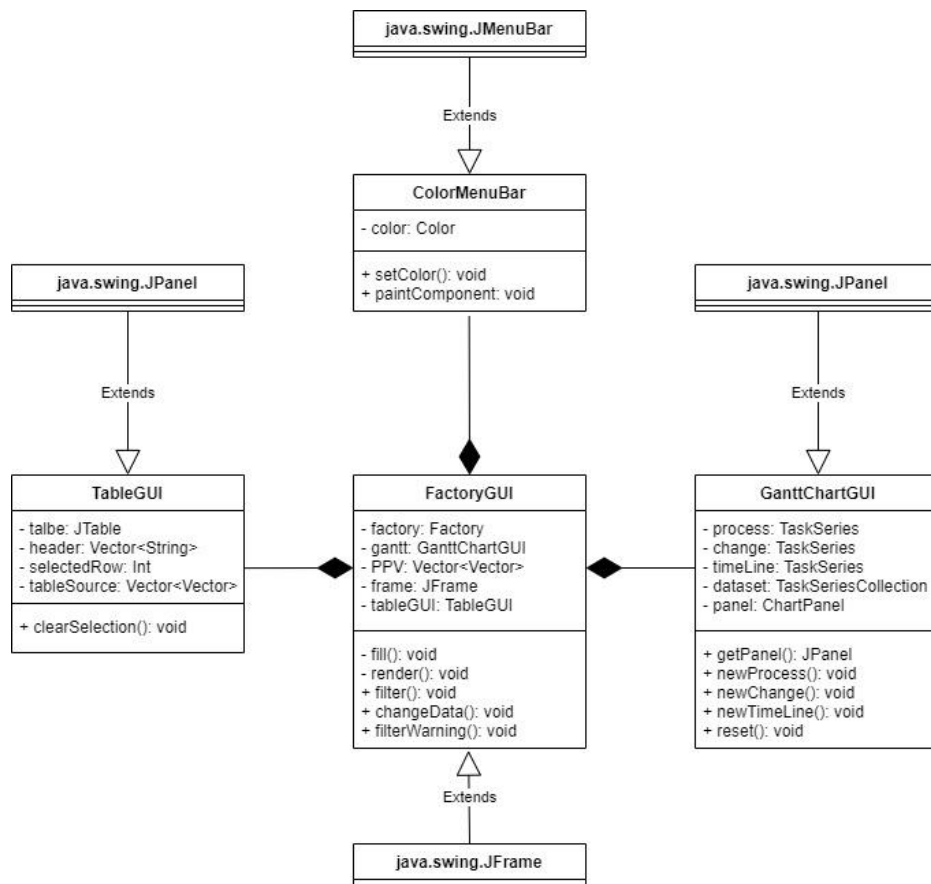 java.swing.JMenuBar
Extends
ColorMenuBar
- color: Color
+ setColor(): void
+ paintComponent: void
java.swing.JPanel
Extends
java.swing.JPanel
Extends
TableGUI
- talbe: JTable
- header: Vector<String>
- selectedRow: Int
- tableSource: Vector<Vector>
+ clearSelection(): void
FactoryGUI
- factory: Factory
- gantt: GanttChartGUI
- PPV: Vector<Vector>
- frame: JFrame
- tableGUI: TableGUI
- fill(): void
- render(): void
+ filter(): void
+ changeData(): void
+ filterWarning(): void
GanttChartGUI
- process: TaskSeries
- change: TaskSeries
- timeLine: TaskSeries
- dataset: TaskSeriesCollection
- panel: ChartPanel
+ getPanel(): JPanel
+ newProcess(): void
+ newChange(): void
+ newTimeLine(): void
+ reset(): void
Extends
java.swing.JFrame